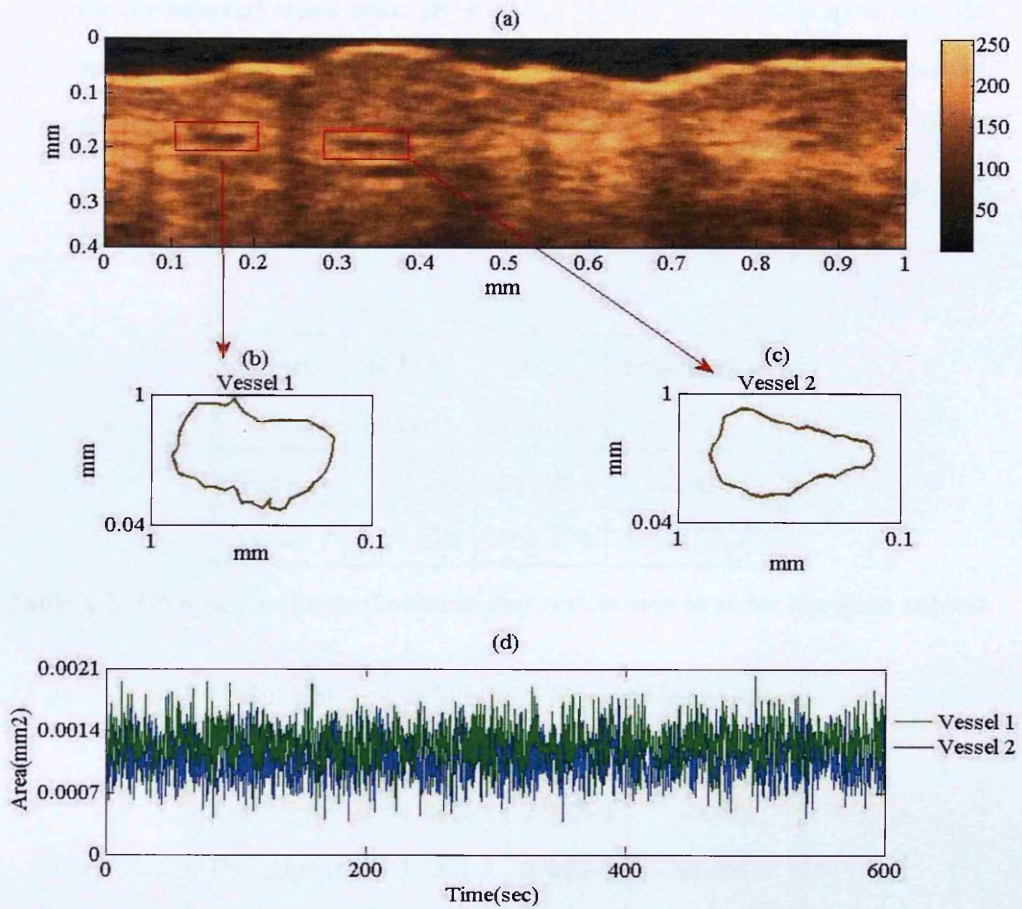 (a)
0
0.1
0.2
0.3
0.4
mm
0 0.1 0.2 0.3 0.4 0.5 0.6 0.7 0.8 0.9 1
mm
250
200
150
100
50
(b)
Vessel 1
1
mm
0.04
1 0.1
mm
(c)
Vessel 2
1
mm
0.04
1 0.1
mm
(d)
0.0021
0.0014
0.0007
0
Area(mm2)
0 200 400 600
Time(sec)
Vessel 1
Vessel 2